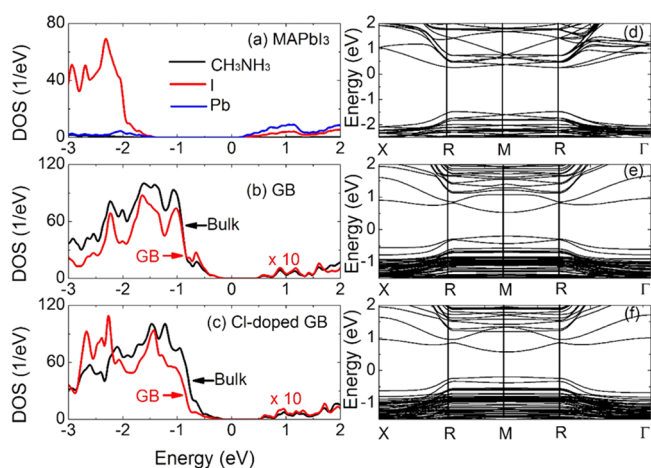 80
40
0
DOS (1/eV)
(a) MAPbI3
CH3NH3
I
Pb
-3 -2 -1 0 1 2
120
60
0
DOS (1/eV)
(b) GB
Bulk
GB
x 10
-3 -2 -1 0 1 2
120
60
0
DOS (1/eV)
(c) Cl-doped GB
Bulk
GB
x 10
-3 -2 -1 0 1 2
Energy (eV)
2
1
0
-1
-2
Energy (eV)
(d)
X R M R Γ
2
1
0
-1
Energy (eV)
(e)
X R M R Γ
2
1
0
-1
Energy (eV)
(f)
X R M R Γ